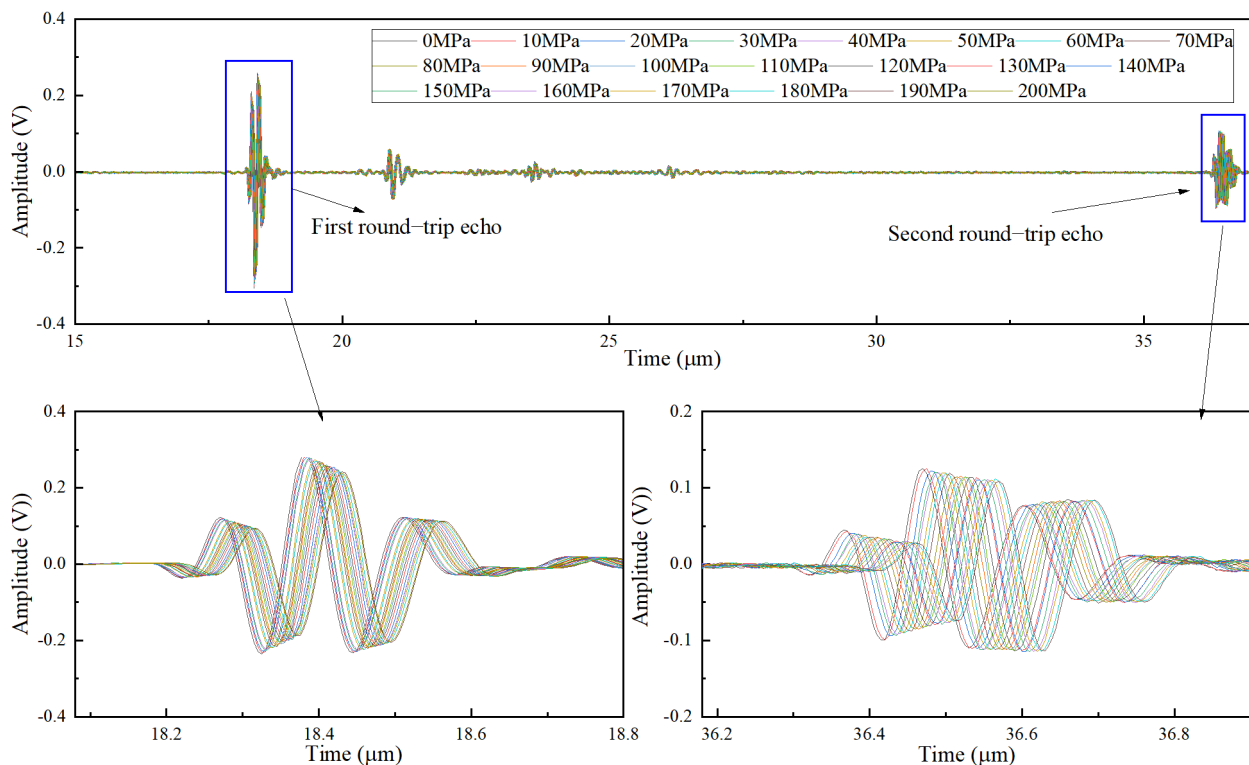 0.4
0.2
0.0
-0.2
-0.4
Amplitude (V)
0MPa 10MPa 20MPa 30MPa 40MPa 50MPa 60MPa 70MPa
80MPa 90MPa 100MPa 110MPa 120MPa 130MPa 140MPa
150MPa 160MPa 170MPa 180MPa 190MPa 200MPa
First round−trip echo
Second round−trip echo
15 20 25 30 35
Time (μm)
0.4
0.2
0.0
-0.2
-0.4
Amplitude (V))
18.2 18.4 18.6 18.8
Time (μm)
0.2
0.1
0.0
-0.1
-0.2
Amplitude (V))
36.2 36.4 36.6 36.8
Time (μm)